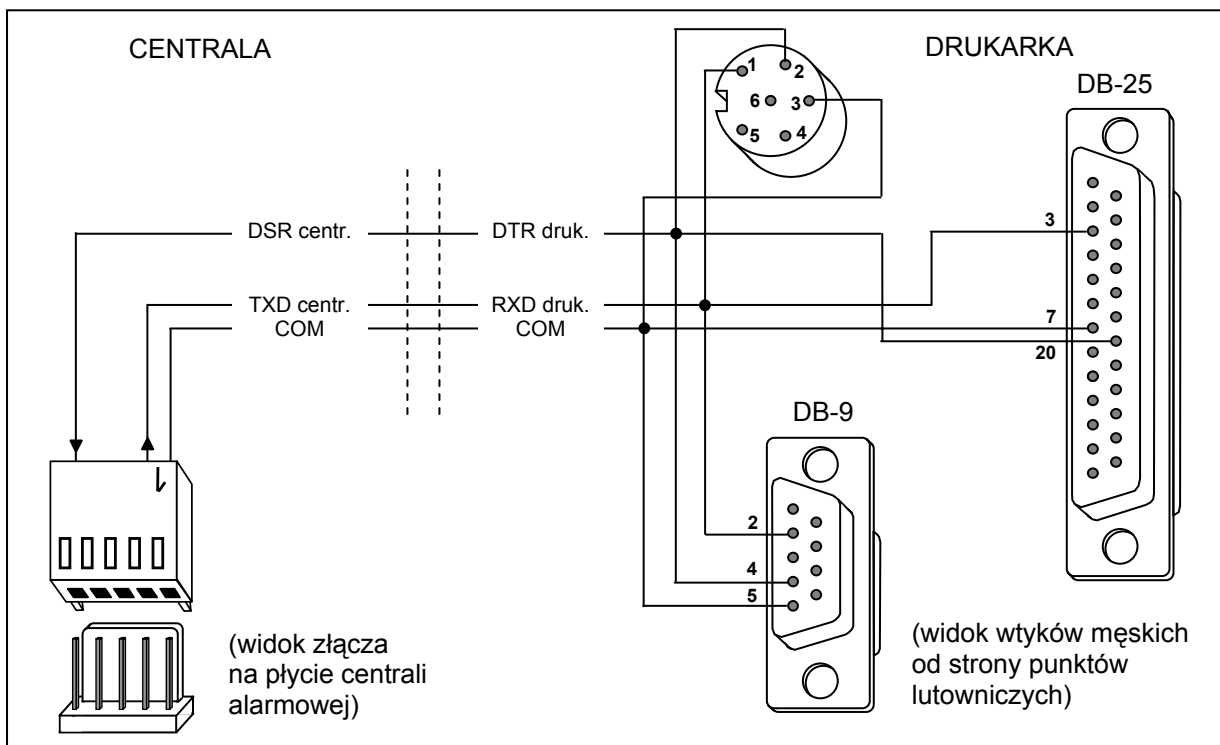 CENTRALA
DRUKARKA
DB-25
1
2
6
3
5
4
DSR centr.
DTR druk.
3
TXD centr.
RXD druk.
COM
COM
7
20
DB-9
2
4
5
(widok złącza
na płycie centrali
alarmowej)
(widok wtyków męskich
od strony punktów
lutowniczych)